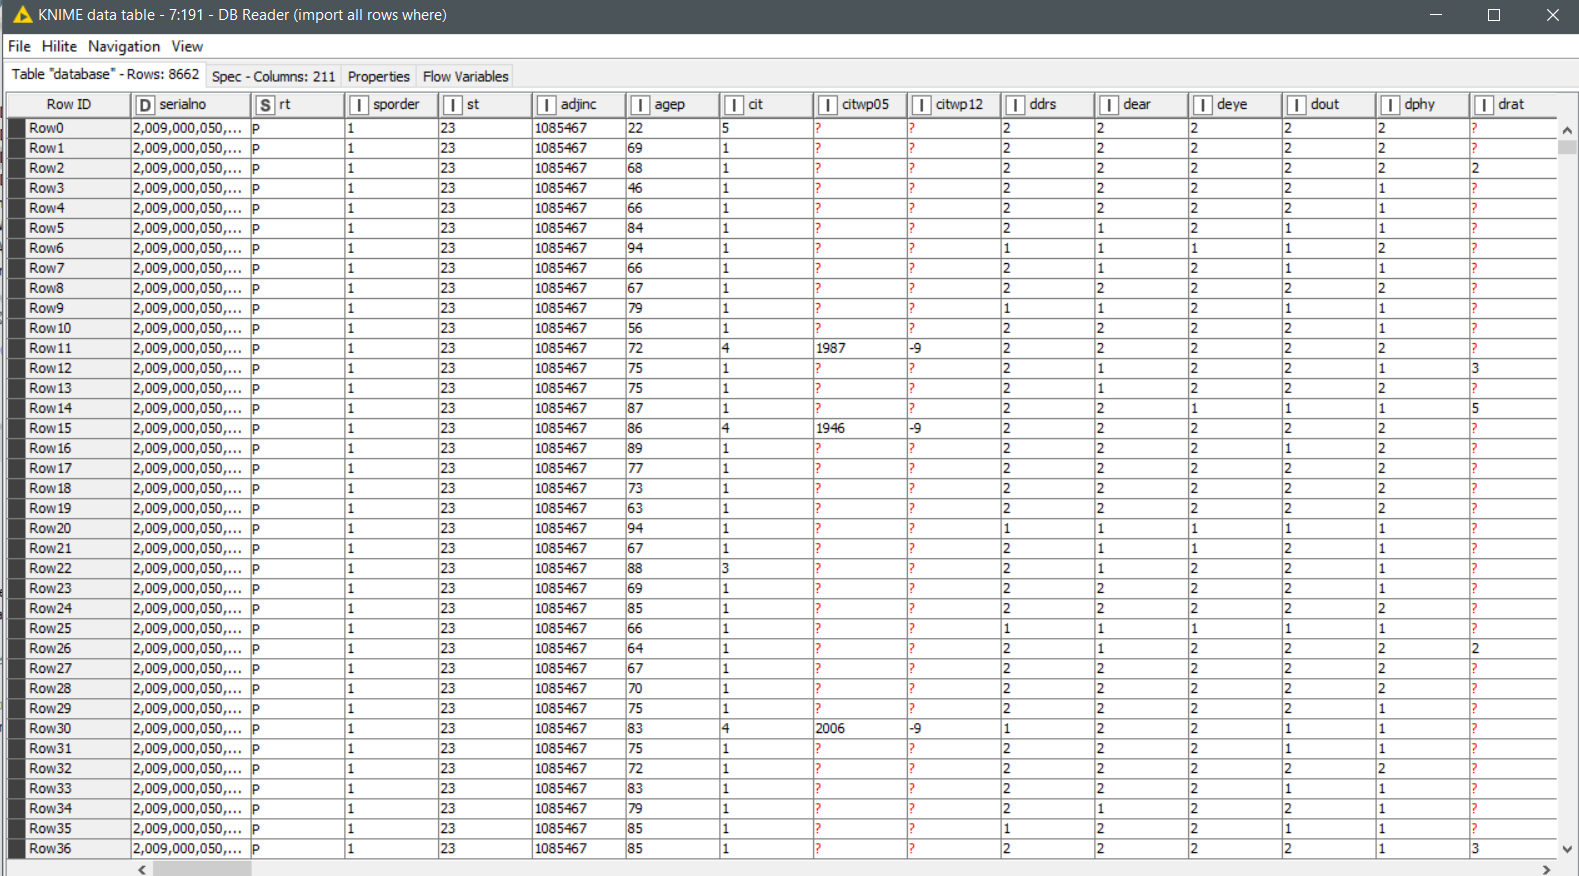 KNIME data table - 7:191 - DB Reader (import all rows where)
File Hilite Navigation View
Table "database" - Rows: 8662 Spec - Columns: 211 Properties Flow Variables
Row ID D serialno S rt I sporder I st I adjinc I agep I cit I citwp05 I citwp12 I ddrs I dear I deye I dout I dphy I drat
Row0 2,009,000,050,... P 1 23 1085467 22 5 ? ? 2 2 2 2 2 ?
Row1 2,009,000,050,... P 1 23 1085467 69 1 ? ? 2 2 2 2 2 ?
Row2 2,009,000,050,... P 1 23 1085467 68 1 ? ? 2 2 2 2 2 2
Row3 2,009,000,050,... P 1 23 1085467 46 1 ? ? 2 2 2 2 1 ?
Row4 2,009,000,050,... P 1 23 1085467 66 1 ? ? 2 2 2 2 1 ?
Row5 2,009,000,050,... P 1 23 1085467 84 1 ? ? 2 1 2 1 1 ?
Row6 2,009,000,050,... P 1 23 1085467 94 1 ? ? 1 1 1 1 2 ?
Row7 2,009,000,050,... P 1 23 1085467 66 1 ? ? 2 1 2 1 1 ?
Row8 2,009,000,050,... P 1 23 1085467 67 1 ? ? 2 2 2 2 2 ?
Row9 2,009,000,050,... P 1 23 1085467 79 1 ? ? 1 1 2 1 1 ?
Row10 2,009,000,050,... P 1 23 1085467 56 1 ? ? 2 2 2 2 1 ?
Row11 2,009,000,050,... P 1 23 1085467 72 4 1987 -9 2 2 2 2 2 ?
Row12 2,009,000,050,... P 1 23 1085467 75 1 ? ? 2 1 2 2 1 3
Row13 2,009,000,050,... P 1 23 1085467 75 1 ? ? 2 1 2 2 2 ?
Row14 2,009,000,050,... P 1 23 1085467 87 1 ? ? 2 2 1 1 1 5
Row15 2,009,000,050,... P 1 23 1085467 86 4 1946 -9 2 2 2 2 2 ?
Row16 2,009,000,050,... P 1 23 1085467 89 1 ? ? 2 2 2 1 2 ?
Row17 2,009,000,050,... P 1 23 1085467 77 1 ? ? 2 2 2 2 2 ?
Row18 2,009,000,050,... P 1 23 1085467 73 1 ? ? 2 2 2 2 2 ?
Row19 2,009,000,050,... P 1 23 1085467 63 1 ? ? 2 2 2 2 2 ?
Row20 2,009,000,050,... P 1 23 1085467 94 1 ? ? 1 1 1 1 1 ?
Row21 2,009,000,050,... P 1 23 1085467 67 1 ? ? 2 1 1 2 1 ?
Row22 2,009,000,050,... P 1 23 1085467 88 3 ? ? 2 1 2 2 1 ?
Row23 2,009,000,050,... P 1 23 1085467 69 1 ? ? 2 2 2 2 1 ?
Row24 2,009,000,050,... P 1 23 1085467 85 1 ? ? 2 2 2 2 2 ?
Row25 2,009,000,050,... P 1 23 1085467 66 1 ? ? 1 1 1 1 1 ?
Row26 2,009,000,050,... P 1 23 1085467 64 1 ? ? 2 1 2 2 2 2
Row27 2,009,000,050,... P 1 23 1085467 67 1 ? ? 2 2 2 2 2 ?
Row28 2,009,000,050,... P 1 23 1085467 70 1 ? ? 2 2 2 2 2 ?
Row29 2,009,000,050,... P 1 23 1085467 75 1 ? ? 2 2 2 2 1 ?
Row30 2,009,000,050,... P 1 23 1085467 83 4 2006 -9 1 2 2 1 1 ?
Row31 2,009,000,050,... P 1 23 1085467 75 1 ? ? 2 2 2 1 1 ?
Row32 2,009,000,050,... P 1 23 1085467 72 1 ? ? 2 2 2 2 2 ?
Row33 2,009,000,050,... P 1 23 1085467 83 1 ? ? 2 2 2 1 1 ?
Row34 2,009,000,050,... P 1 23 1085467 79 1 ? ? 2 1 2 2 1 ?
Row35 2,009,000,050,... P 1 23 1085467 85 1 ? ? 1 2 2 1 1 ?
Row36 2,009,000,050,... P 1 23 1085467 85 1 ? ? 2 2 2 2 1 3